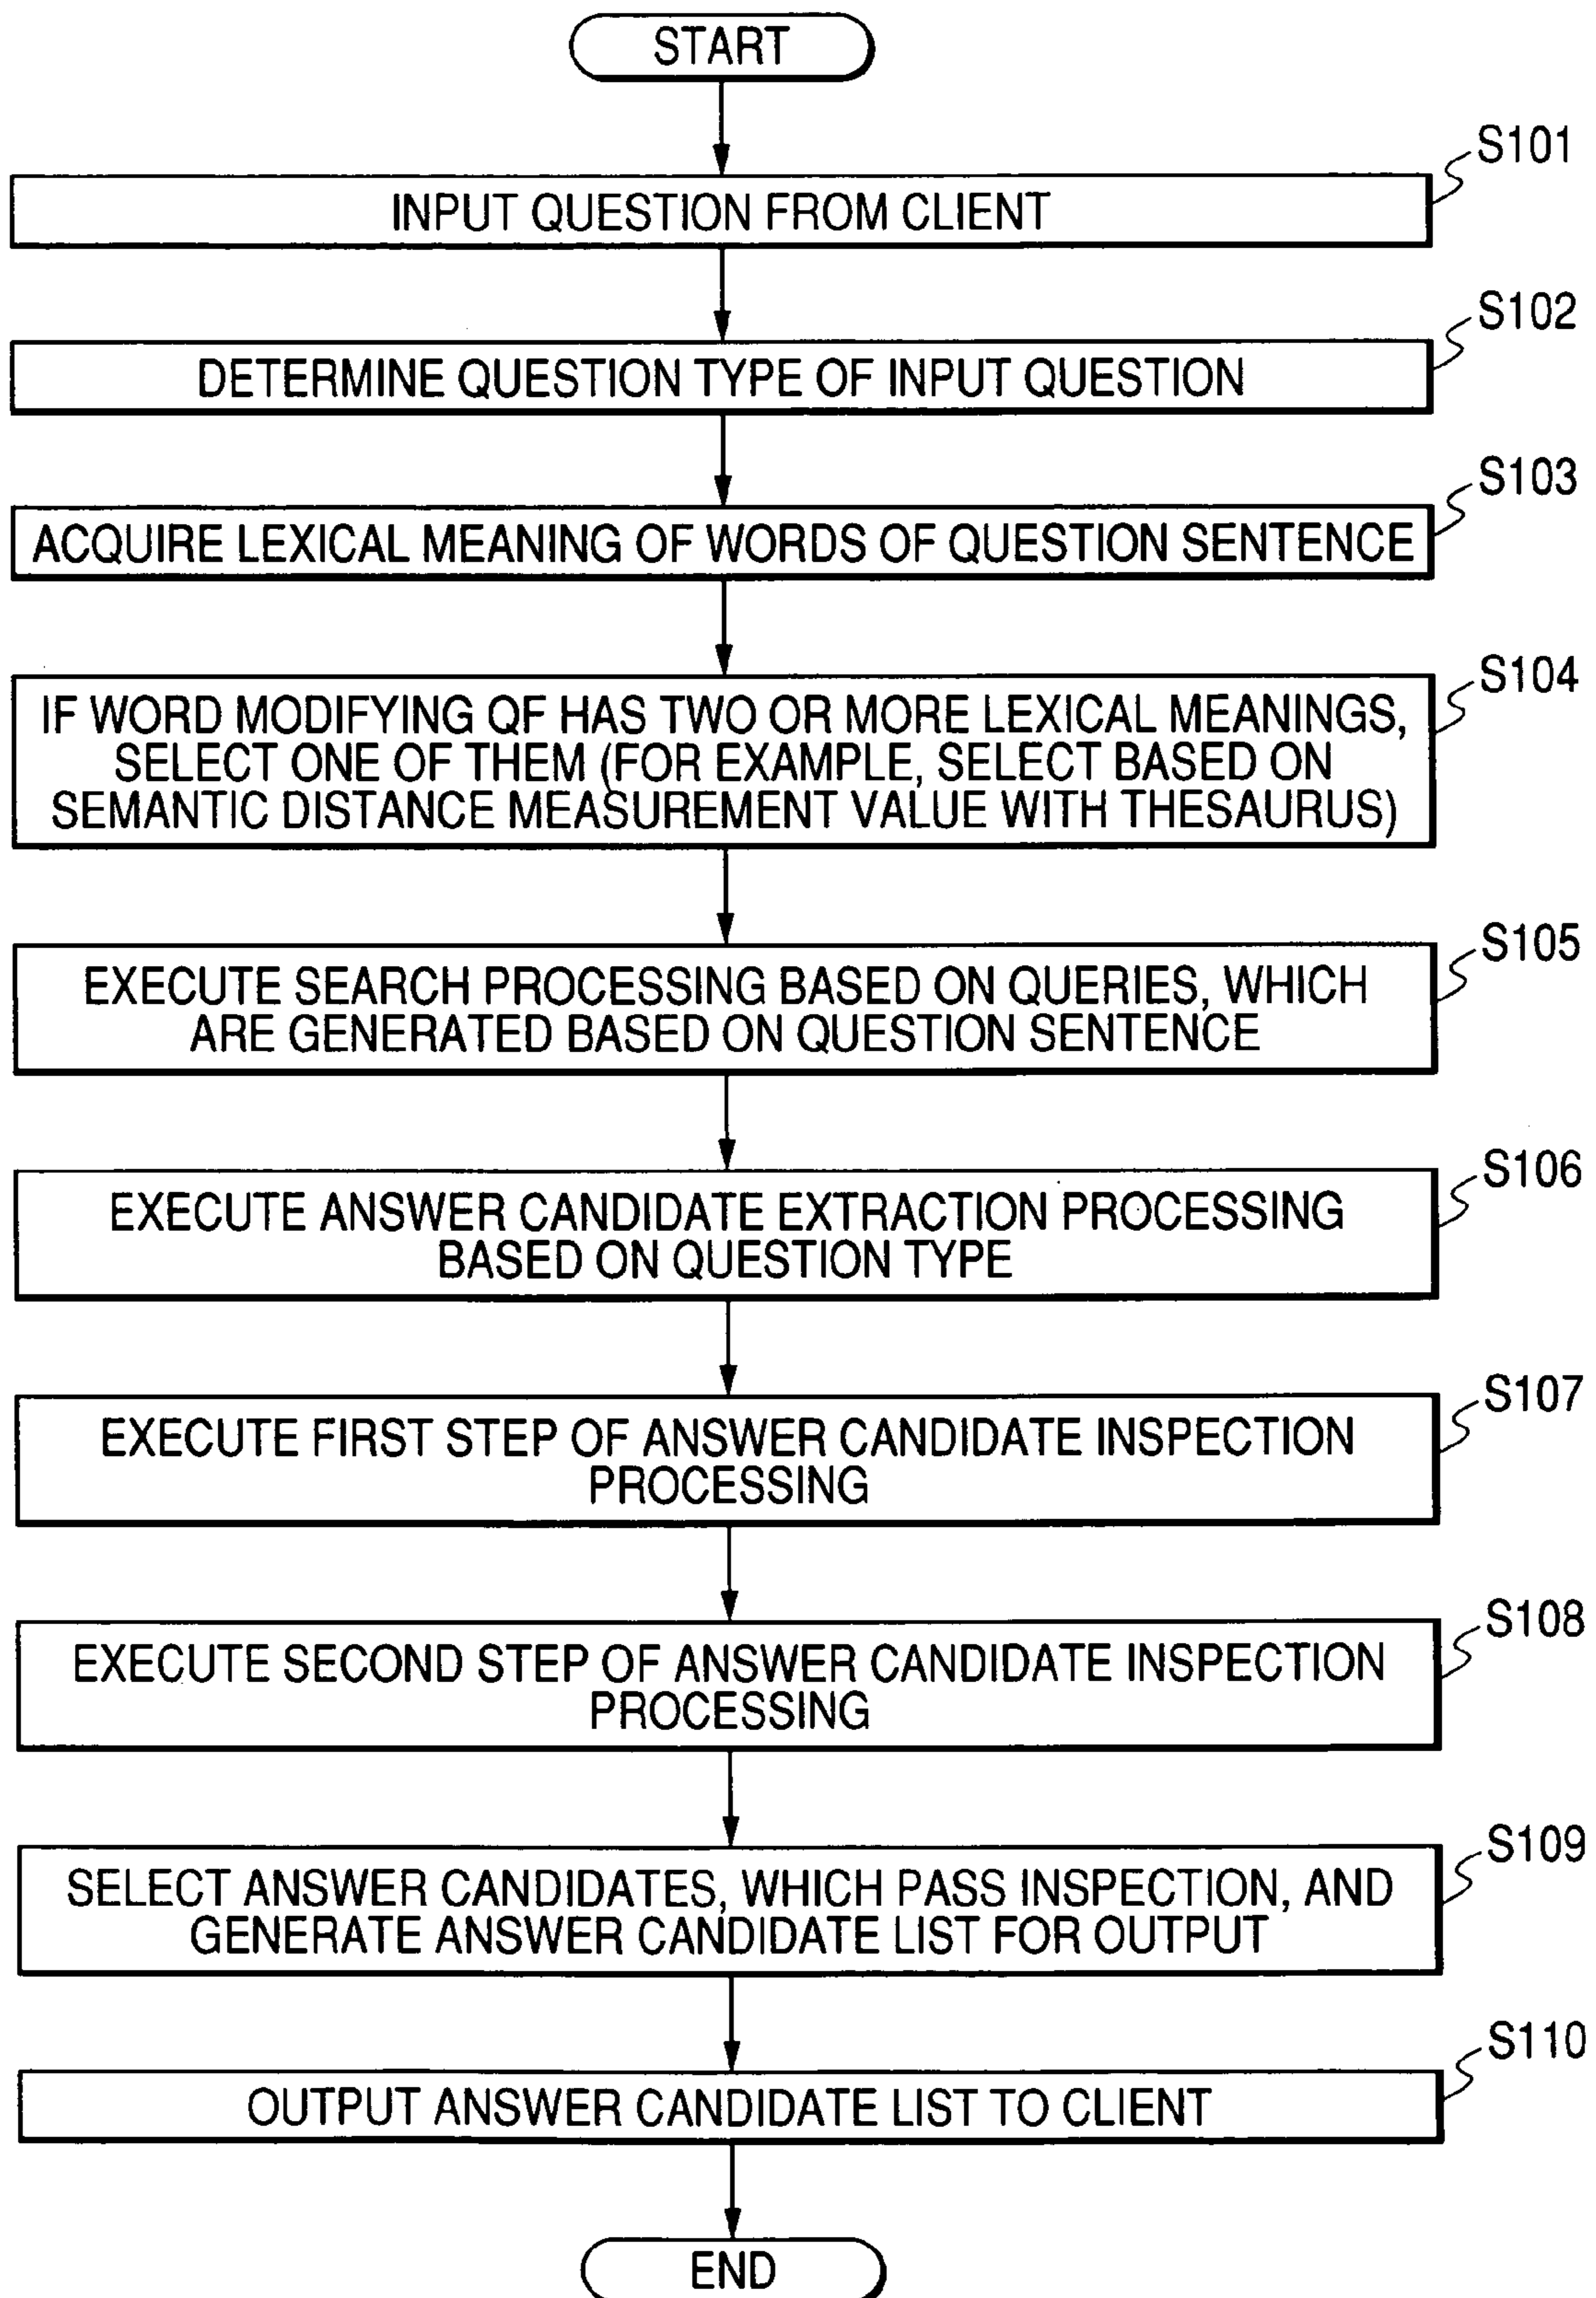 START
S101
INPUT QUESTION FROM CLIENT
S102
DETERMINE QUESTION TYPE OF INPUT QUESTION
S103
ACQUIRE LEXICAL MEANING OF WORDS OF QUESTION SENTENCE
S104
IF WORD MODIFYING QF HAS TWO OR MORE LEXICAL MEANINGS,
SELECT ONE OF THEM (FOR EXAMPLE, SELECT BASED ON
SEMANTIC DISTANCE MEASUREMENT VALUE WITH THESAURUS)
S105
EXECUTE SEARCH PROCESSING BASED ON QUERIES, WHICH
ARE GENERATED BASED ON QUESTION SENTENCE
S106
EXECUTE ANSWER CANDIDATE EXTRACTION PROCESSING
BASED ON QUESTION TYPE
S107
EXECUTE FIRST STEP OF ANSWER CANDIDATE INSPECTION
PROCESSING
S108
EXECUTE SECOND STEP OF ANSWER CANDIDATE INSPECTION
PROCESSING
S109
SELECT ANSWER CANDIDATES, WHICH PASS INSPECTION, AND
GENERATE ANSWER CANDIDATE LIST FOR OUTPUT
S110
OUTPUT ANSWER CANDIDATE LIST TO CLIENT
END